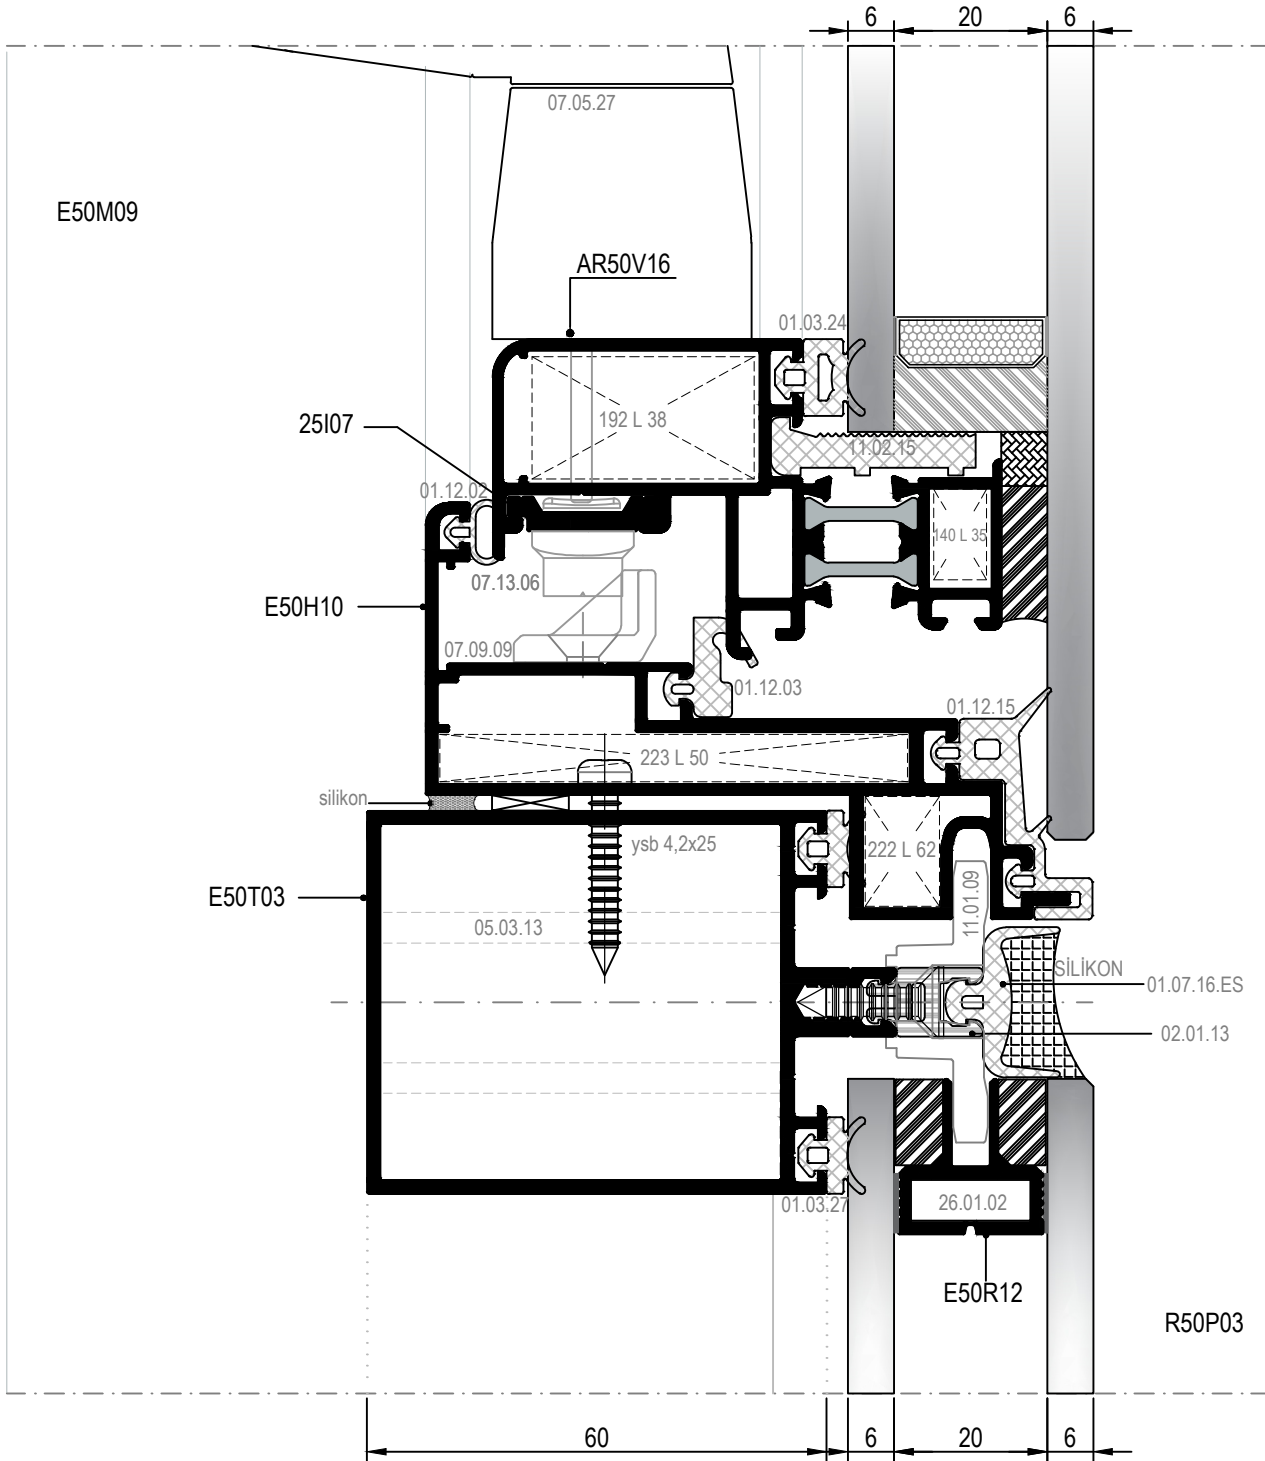 6 20 6
07.05.27
E50M09
AR50V16
01.03.24
192 L 38
25I07
11.02.15
01.12.02
140 L 35
07.13.06
E50H10
07.09.09
01.12.03
01.12.15
223 L 50
silikon
ysb 4,2x25
222 L 62
E50T03
11.01.09
05.03.13
SİLİKON
01.07.16.ES
02.01.13
01.03.27
26.01.02
E50R12
R50P03
60 6 20 6